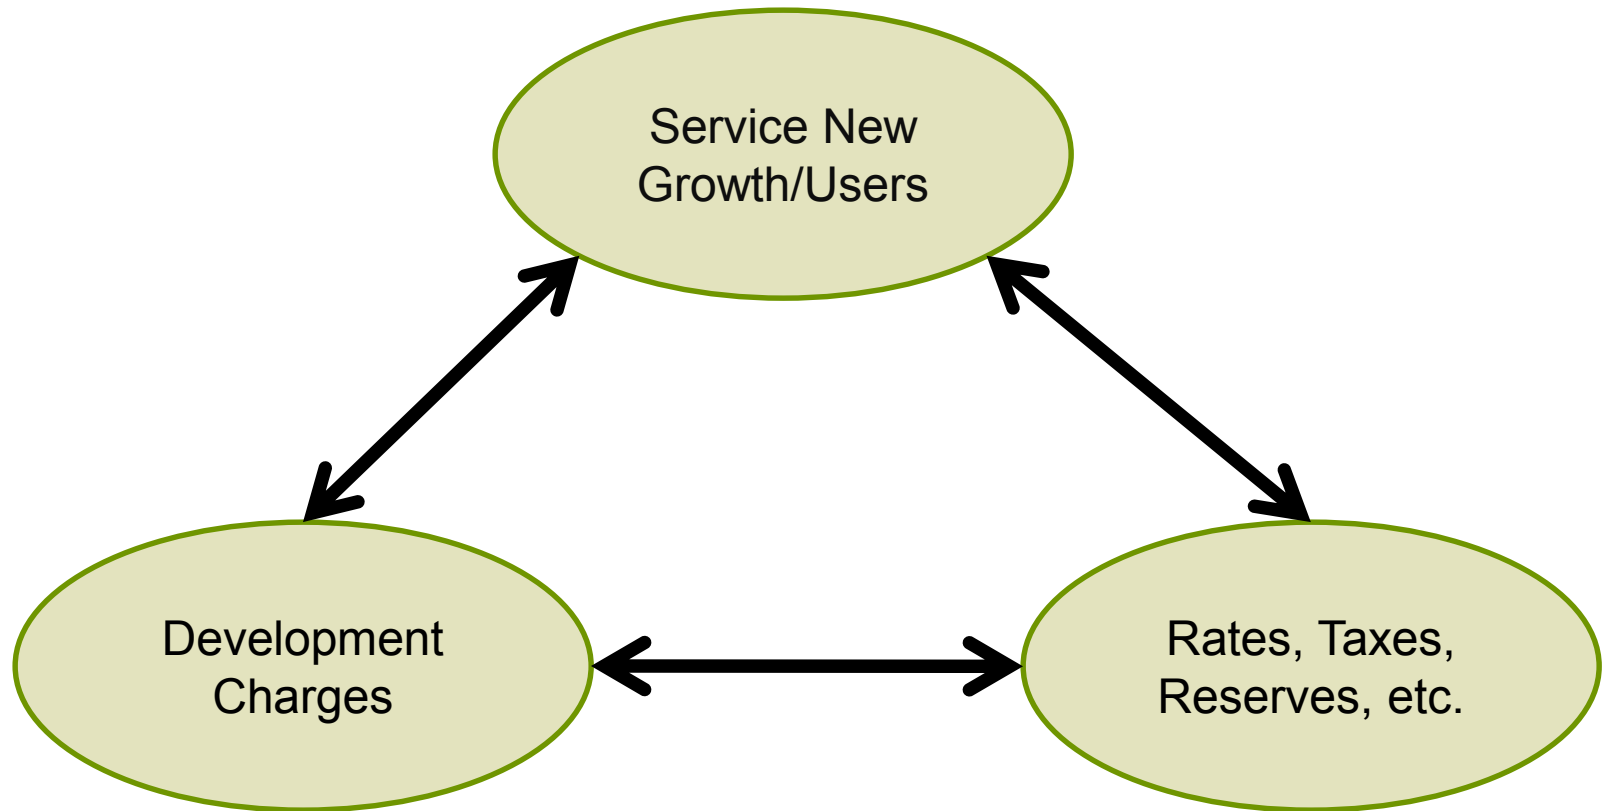 Service New
Growth/Users
Development
Charges
Rates, Taxes,
Reserves, etc.